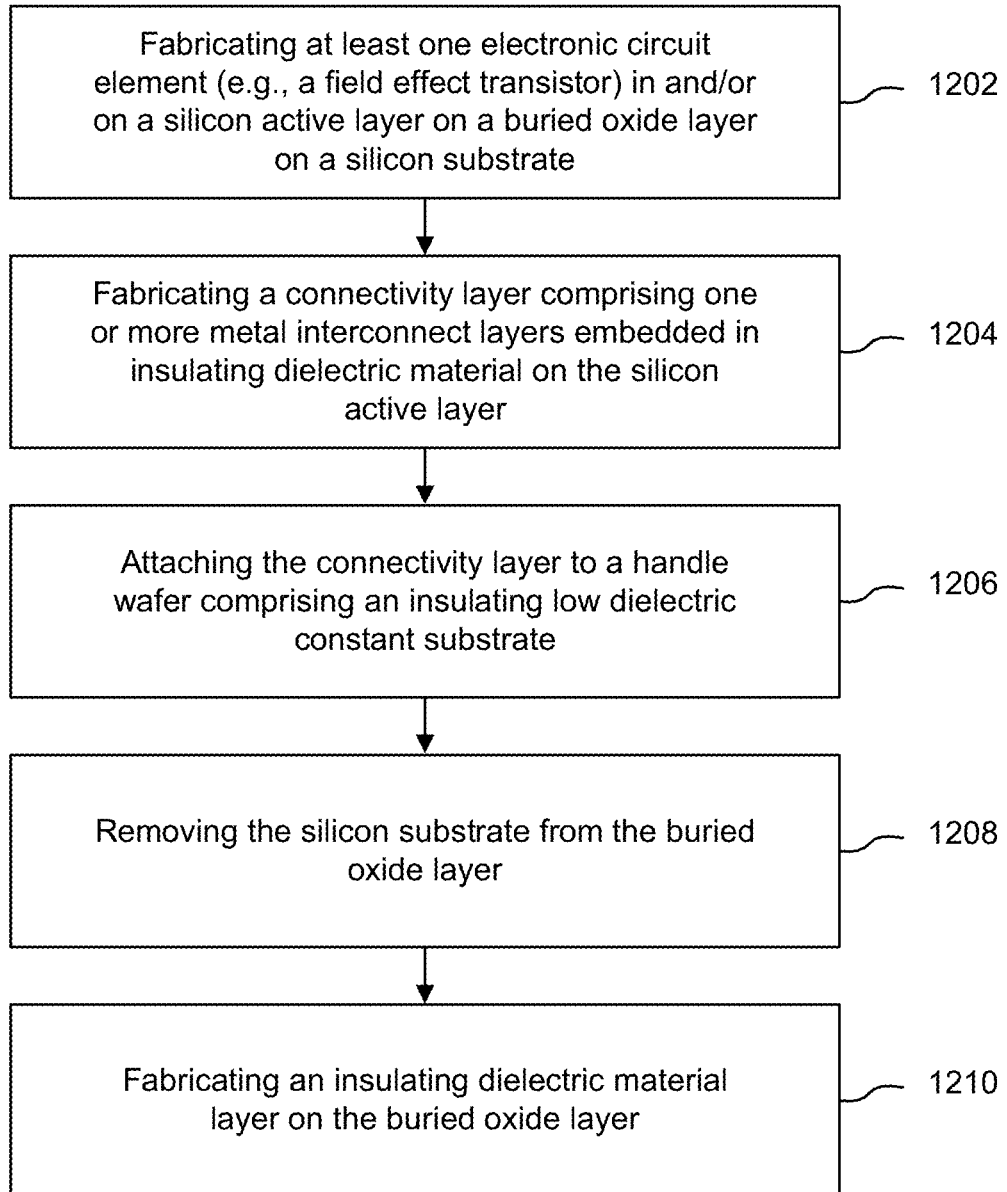 Fabricating at least one electronic circuit
element (e.g., a field effect transistor) in and/or
on a silicon active layer on a buried oxide layer
on a silicon substrate
1202
Fabricating a connectivity layer comprising one
or more metal interconnect layers embedded in
insulating dielectric material on the silicon
active layer
1204
Attaching the connectivity layer to a handle
wafer comprising an insulating low dielectric
constant substrate
1206
Removing the silicon substrate from the buried
oxide layer
1208
Fabricating an insulating dielectric material
layer on the buried oxide layer
1210